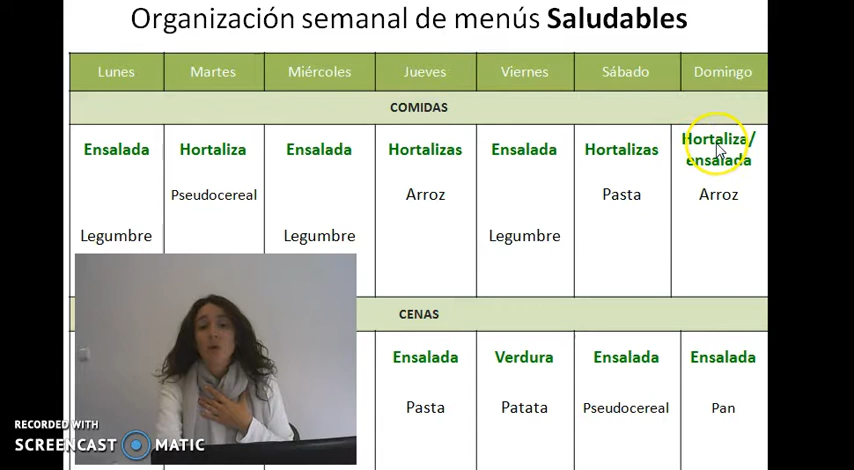 Organización semanal de menús Saludables
Lunes Martes Miércoles Jueves Viernes Sábado Domingo
COMIDAS
Ensalada Hortaliza Ensalada Hortalizas Ensalada Hortalizas Hortaliza/
ensalada
Pseudocereal Arroz Pasta Arroz
Legumbre Legumbre Legumbre
CENAS
Ensalada Verdura Ensalada Ensalada
Pasta Patata Pseudocereal Pan
RECORDED WITH
SCREENCAST MATIC